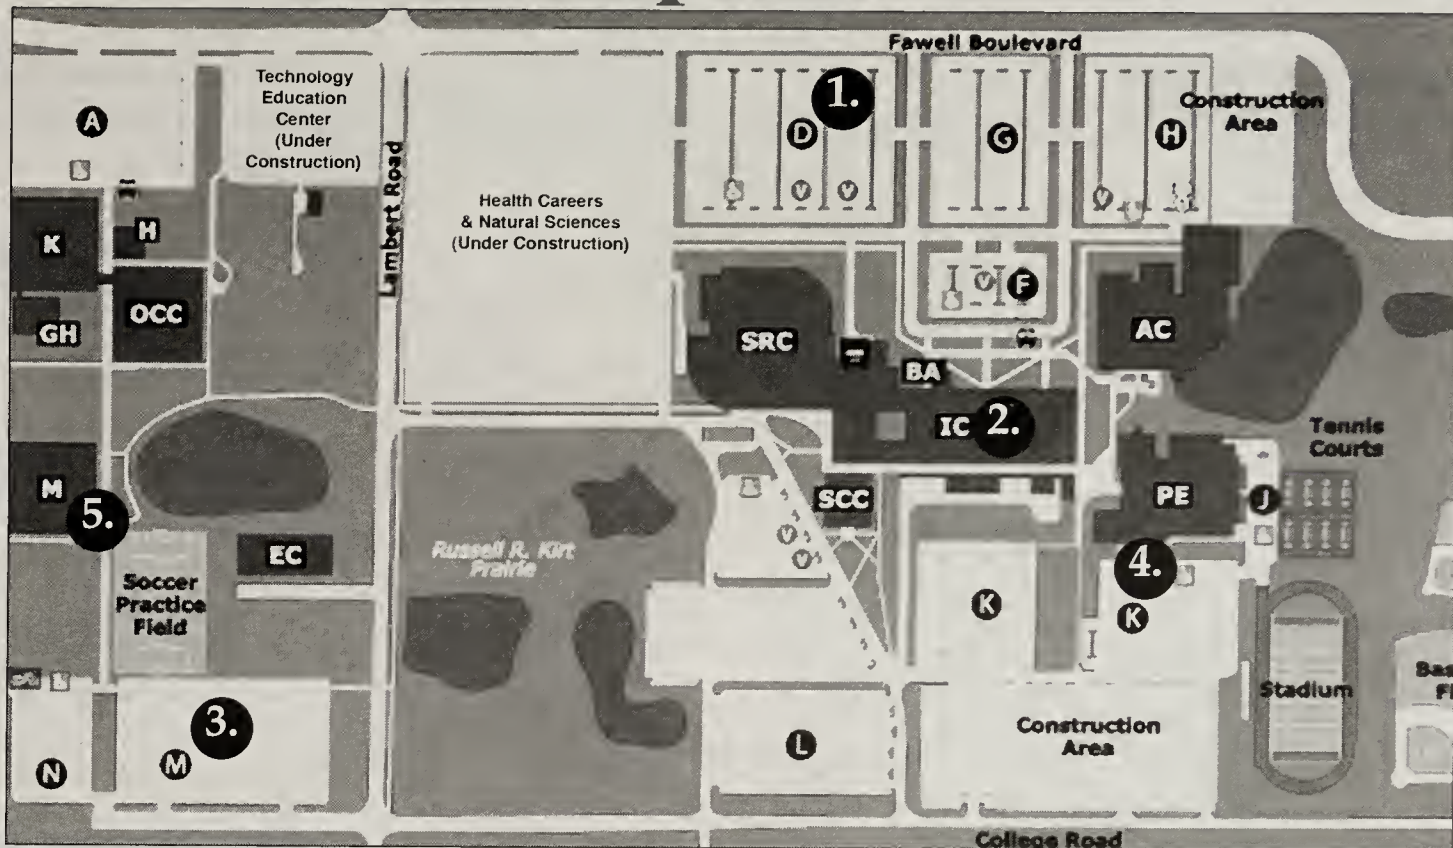 Fawell Boulevard
Technology
Education
Center
(Under
Construction)
A
1.
D
G
H
Construction
Area
Lambert Road
Health Careers
& Natural Sciences
(Under Construction)
V
V
V
K
H
V
F
OCC
GH
SRC
AC
BA
IC
2.
Tennis
Courts
M
SCC
PE
J
5.
V
V
EC
Russell R. Kirt
Prairie
4.
Soccer
Practice
Field
K
K
Stadium
3.
Construction
Area
L
N
M
College Road